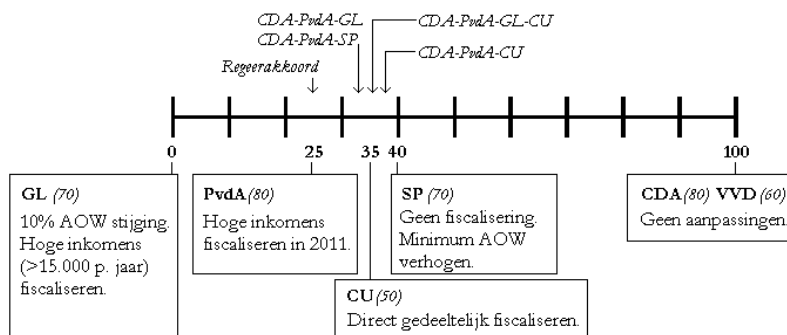 CDA-PvdA-GL
CDA-PvdA-SP
CDA-PvdA-GL-CU
CDA-PvdA-CU
Regeerakkoord
0 25 35 40 100
GL (70)
10% AOW stijging.
Hoge inkomens
(>15.000 p. jaar)
fiscaliseren.
PvdA (80)
Hoge inkomens
fiscaliseren in 2011.
SP (70)
Geen fiscalisering.
Minimum AOW
verhogen.
CDA(80) VVD (60)
Geen aanpassingen.
CU(50)
Direct gedeeltelijk fiscaliseren.